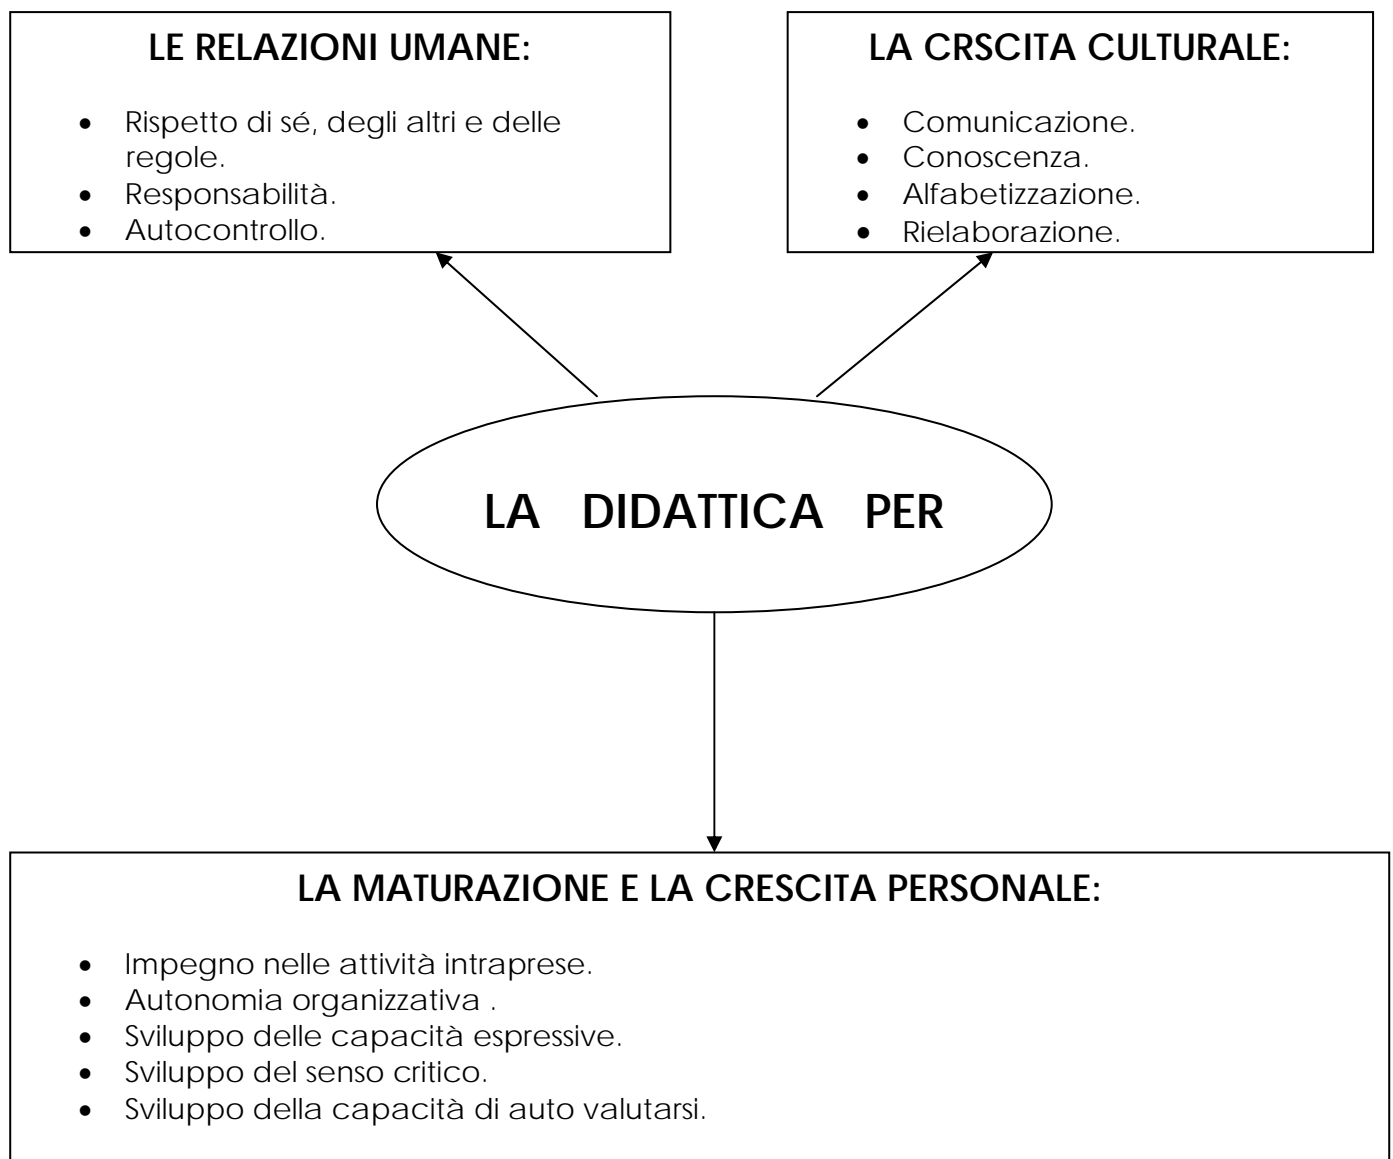 LE RELAZIONI UMANE:
• Rispetto di sé, degli altri e delle
regole.
• Responsabilità.
• Autocontrollo.
LA CRSCITA CULTURALE:
• Comunicazione.
• Conoscenza.
• Alfabetizzazione.
• Rielaborazione.
LA DIDATTICA PER
LA MATURAZIONE E LA CRESCITA PERSONALE:
• Impegno nelle attività intraprese.
• Autonomia organizzativa .
• Sviluppo delle capacità espressive.
• Sviluppo del senso critico.
• Sviluppo della capacità di auto valutarsi.